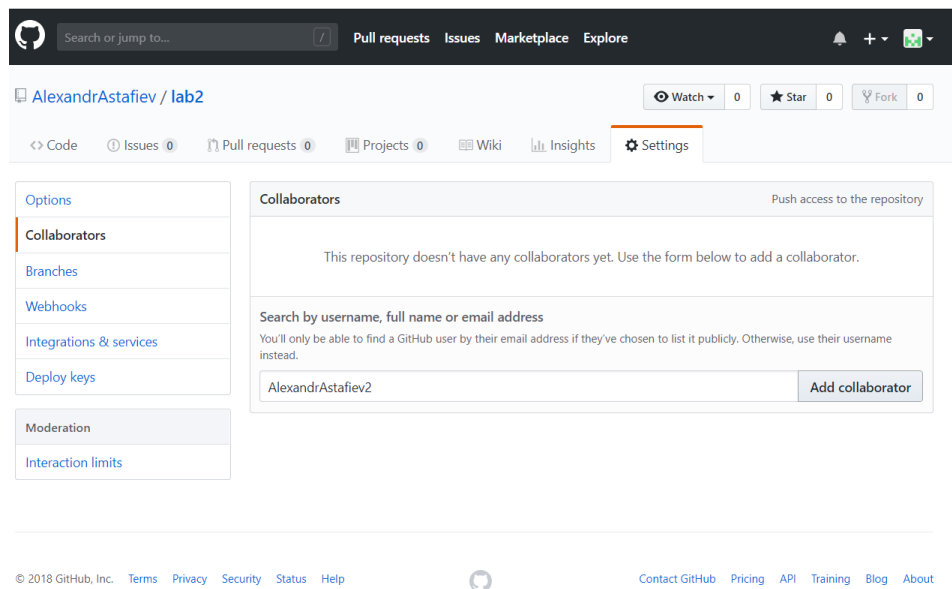 Search or jump to... /
Pull requests Issues Marketplace Explore
AlexandrAstafiev / lab2
Watch 0 Star 0 Fork 0
Code Issues 0 Pull requests 0 Projects 0 Wiki Insights Settings
Options
Collaborators
Branches
Webhooks
Integrations & services
Deploy keys
Moderation
Interaction limits
Collaborators Push access to the repository
This repository doesn't have any collaborators yet. Use the form below to add a collaborator.
Search by username, full name or email address
You'll only be able to find a GitHub user by their email address if they've chosen to list it publicly. Otherwise, use their username
instead.
AlexandrAstafiev2 Add collaborator
© 2018 GitHub, Inc. Terms Privacy Security Status Help Contact GitHub Pricing API Training Blog About